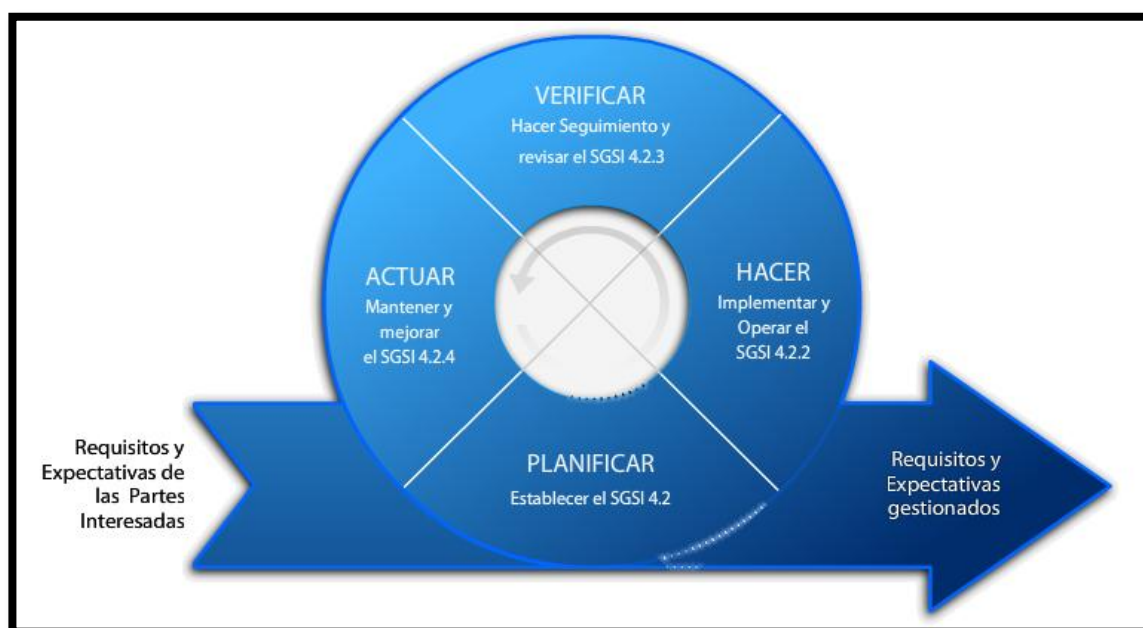 VERIFICAR
Hacer Seguimiento y
revisar el SGSI 4.2.3
ACTUAR
Mantener y
mejorar
el SGSI 4.2.4
HACER
Implementar y
Operar el
SGSI 4.2.2
PLANIFICAR
Establecer el SGSI 4.2
Requisitos y
Expectativas de
las Partes
Interesadas
Requisitos y
Expectativas
gestionados